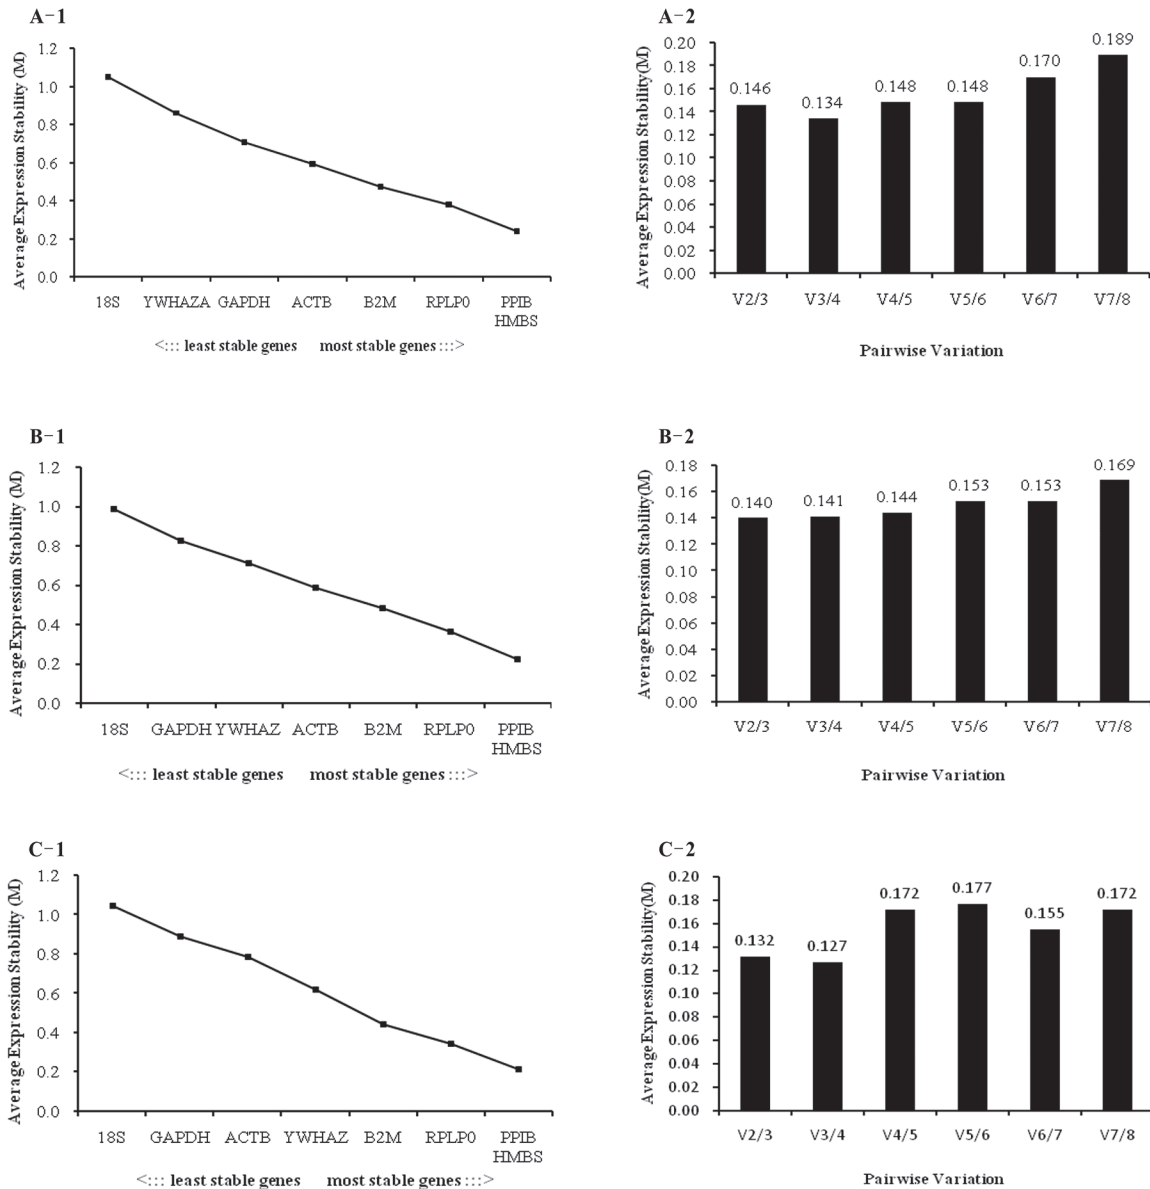 A-1
Average Expression Stability (M)
1.2
1.0
0.8
0.6
0.4
0.2
0.0
18S YWHAZA GAPDH ACTB B2M RPLP0 PPIB
HMBS
<::: least stable genes most stable genes :::>
A-2
Average Expression Stability(M)
0.20
0.18
0.16
0.14
0.12
0.10
0.08
0.06
0.04
0.02
0.00
0.146
0.134
0.148
0.148
0.170
0.189
V2/3 V3/4 V4/5 V5/6 V6/7 V7/8
Pairwise Variation
B-1
Average Expression Stability (M)
1.2
1.0
0.8
0.6
0.4
0.2
0.0
18S GAPDH YWHAZ ACTB B2M RPLP0 PPIB
HMBS
<::: least stable genes most stable genes :::>
B-2
Average Expression Stability(M)
0.18
0.16
0.14
0.12
0.10
0.08
0.06
0.04
0.02
0.00
0.140
0.141
0.144
0.153
0.153
0.169
V2/3 V3/4 V4/5 V5/6 V6/7 V7/8
Pairwise Variation
C-1
Average Expression Stability (M)
1.2
1.0
0.8
0.6
0.4
0.2
0.0
18S GAPDH ACTB YWHAZ B2M RPLP0 PPIB
HMBS
<::: least stable genes most stable genes :::>
C-2
Average Expression Stability(M)
0.20
0.18
0.16
0.14
0.12
0.10
0.08
0.06
0.04
0.02
0.00
0.132
0.127
0.172
0.177
0.155
0.172
V2/3 V3/4 V4/5 V5/6 V6/7 V7/8
Pairwise Variation